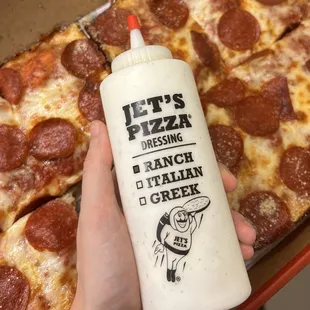 JET'S
PIZZA®
DRESSING
RANCH
ITALIAN
GREEK
JET'S
PIZZA